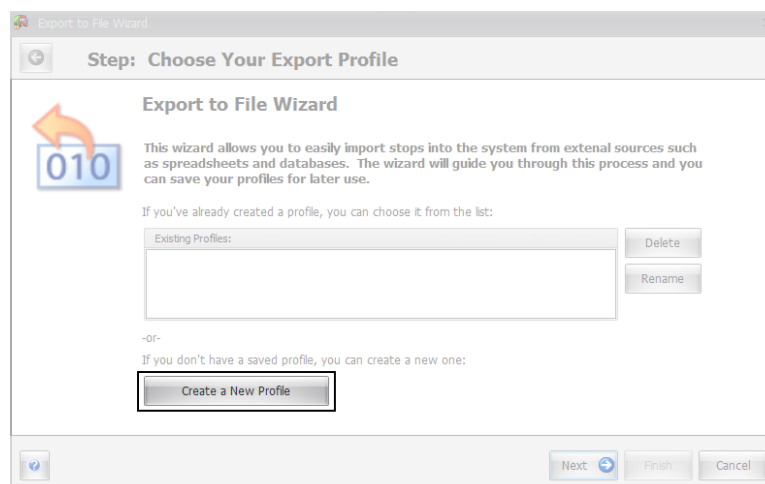 Export to File Wizard
Step: Choose Your Export Profile
Export to File Wizard
010
This wizard allows you to easily import stops into the system from extenal sources such
as spreadsheets and databases. The wizard will guide you through this process and you
can save your profiles for later use.
If you've already created a profile, you can choose it from the list:
Existing Profiles:
Delete
Rename
-or-
If you don't have a saved profile, you can create a new one:
Create a New Profile
?
Next
Finish
Cancel